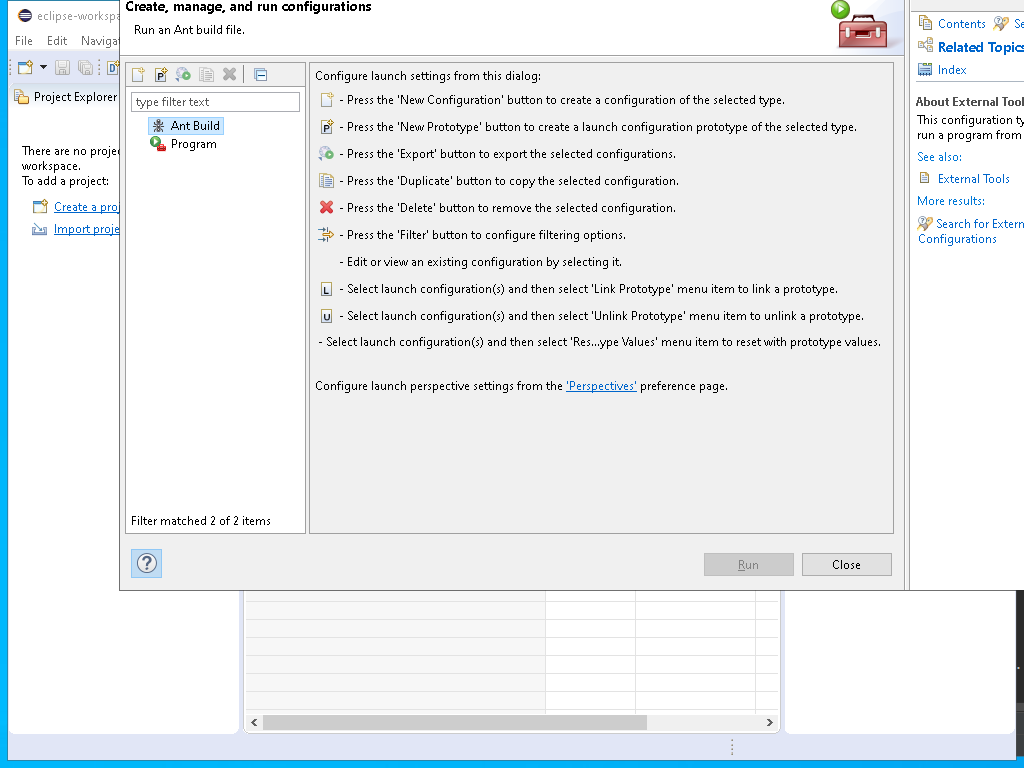 eclipse-workspa
File Edit Navigat
Project Explorer
There are no projec
workspace.
To add a project:
Create a proj
Import proje
Create, manage, and run configurations
Run an Ant build file.
type filter text
Ant Build
Program
Filter matched 2 of 2 items
Configure launch settings from this dialog:
- Press the 'New Configuration' button to create a configuration of the selected type.
P - Press the 'New Prototype' button to create a launch configuration prototype of the selected type.
- Press the 'Export' button to export the selected configurations.
- Press the 'Duplicate' button to copy the selected configuration.
- Press the 'Delete' button to remove the selected configuration.
- Press the 'Filter' button to configure filtering options.
- Edit or view an existing configuration by selecting it.
L - Select launch configuration(s) and then select 'Link Prototype' menu item to link a prototype.
U - Select launch configuration(s) and then select 'Unlink Prototype' menu item to unlink a prototype.
- Select launch configuration(s) and then select 'Res...ype Values' menu item to reset with prototype values.
Configure launch perspective settings from the 'Perspectives' preference page.
Run Close
Contents Se
Related Topics
Index
About External Tool
This configuration ty
run a program from
See also:
External Tools
More results:
Search for Extern
Configurations